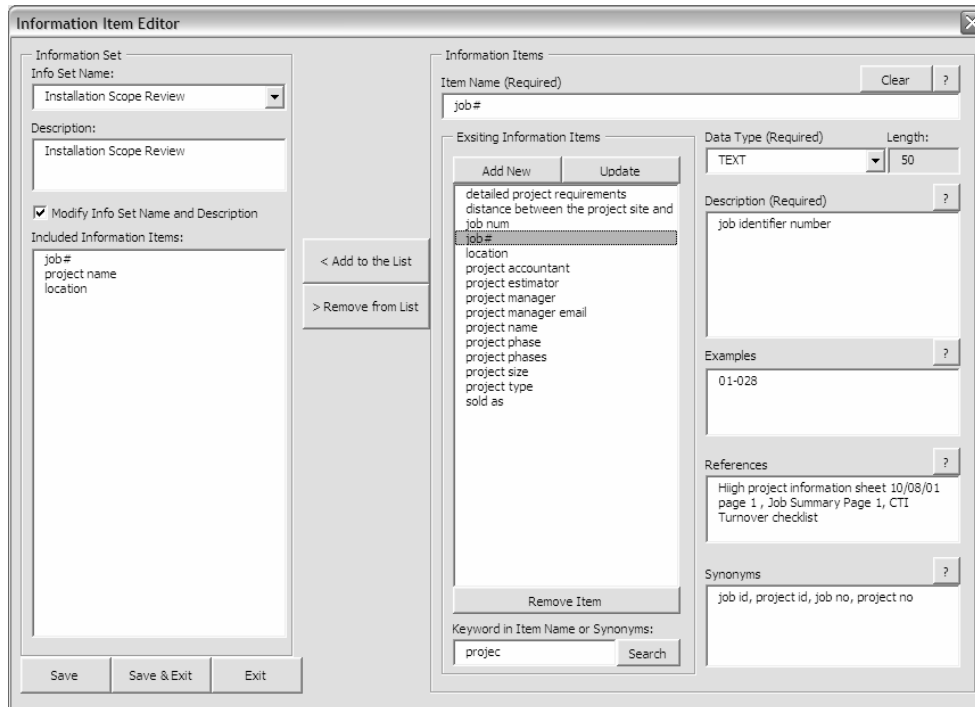 Information Item Editor
Information Set
Info Set Name:
Installation Scope Review
Description:
Installation Scope Review
Modify Info Set Name and Description
Included Information Items:
job#
project name
location
Save
Save & Exit
Exit
< Add to the List
> Remove from List
Information Items
Item Name (Required)
Clear
?
job#
Exsiting Information Items
Add New
Update
detailed project requirements
distance between the project site and
job num
job#
location
project accountant
project estimator
project manager
project manager email
project name
project phase
project phases
project size
project type
sold as
Remove Item
Keyword in Item Name or Synonyms:
projec
Search
Data Type (Required)
Length:
TEXT
50
Description (Required)
?
job identifier number
Examples
?
01-028
References
?
Hiigh project information sheet 10/08/01
page 1 , Job Summary Page 1, CTI
Turnover checklist
Synonyms
?
job id, project id, job no, project no